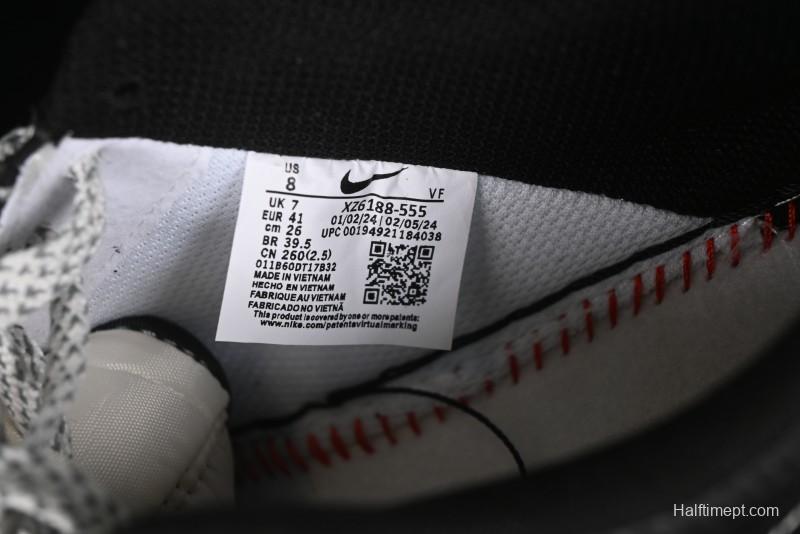 US
8
VF
UK 7
EUR 41
cm 26
BR 39.5
CN 260(2.5)
011B60DT17B32
MADE IN VIETNAM
HECHO EN VIETNAM
FABRIQUE AU VIETNAM
FABRICADO NO VIETNÃ
This product is covered by one or more patents:
www.nike.com/patentsvirtualmarking
XZ6188-555
01/02/24 | 02/05/24
UPC 00194921184038
Halftimept.com